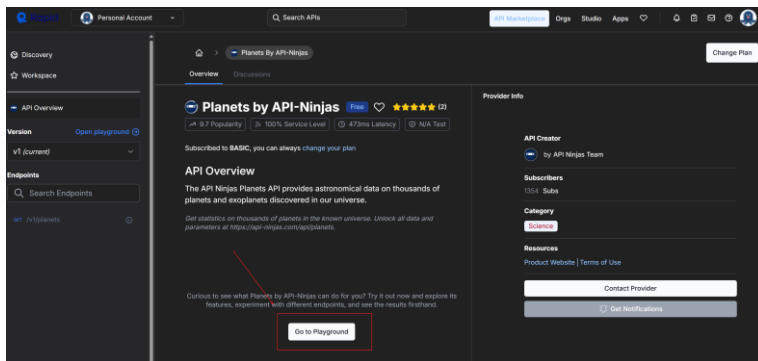 Rapid
Personal Account
Search APIs
API Marketplace
Orgs
Studio
Apps
Discovery
Workspace
API Overview
Version
Open playground
v1 (current)
Endpoints
Search Endpoints
GET /v1/planets
Planets By API-Ninjas
Change Plan
Overview
Discussions
Planets by API-Ninjas
Free
(2)
9.7 Popularity
100% Service Level
473ms Latency
N/A Test
Subscribed to BASIC, you can always change your plan
API Overview
The API Ninjas Planets API provides astronomical data on thousands of
planets and exoplanets discovered in our universe.
Get statistics on thousands of planets in the known universe. Unlock all data and
parameters at https://api-ninjas.com/api/planets.
Curious to see what Planets by API-Ninjas can do for you? Try it out now and explore its
features, experiment with different endpoints, and see the results firsthand.
Go to Playground
Provider Info
API Creator
by API Ninjas Team
Subscribers
1354 Subs
Category
Science
Resources
Product Website | Terms of Use
Contact Provider
Get Notifications